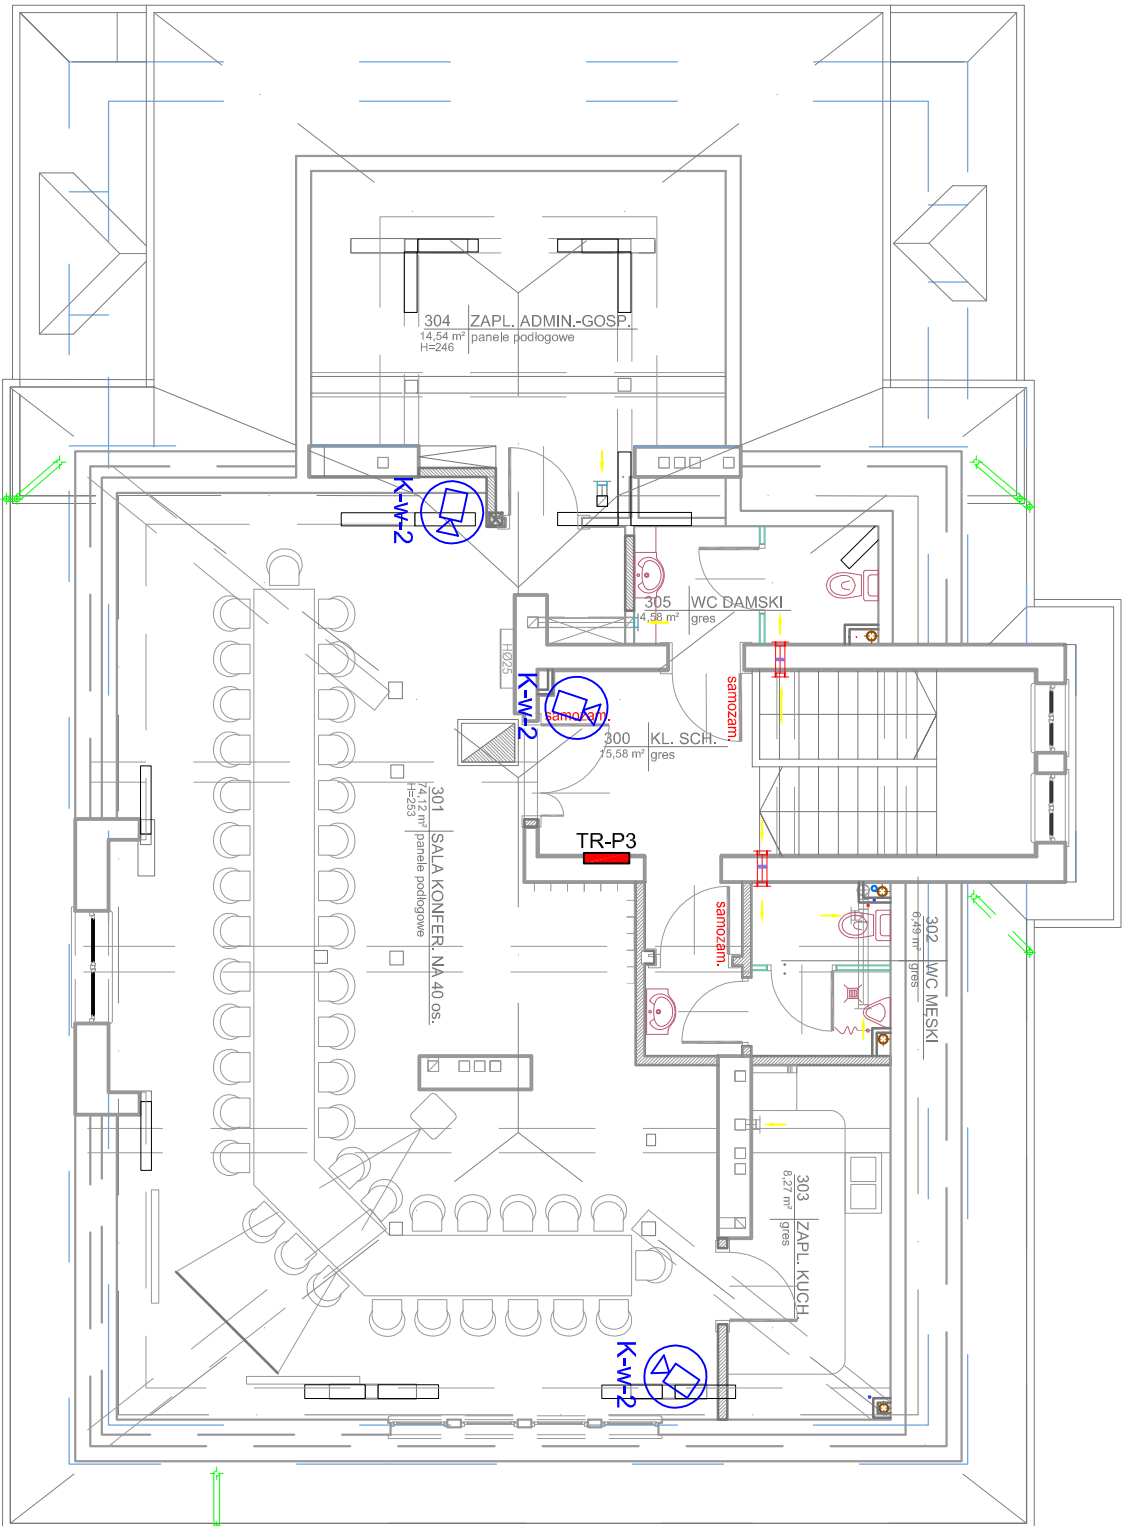 304 ZAPL. ADMIN.-GOSP.
14,54 m² panele podłogowe
H=246
K-w-2
305 WC DAMSKI
4,58 m² gres
HØ25
K-w-2
samozam.
samozam.
300 KL. SCH.
15,58 m² gres
301 SALA KONFER. NA 40 os.
74,12 m² panele podłogowe
H=253
TR-P3
samozam.
302 WC MĘSKI
6,49 m² gres
303 ZAPL. KUCH
8,27 m² gres
K-w-2